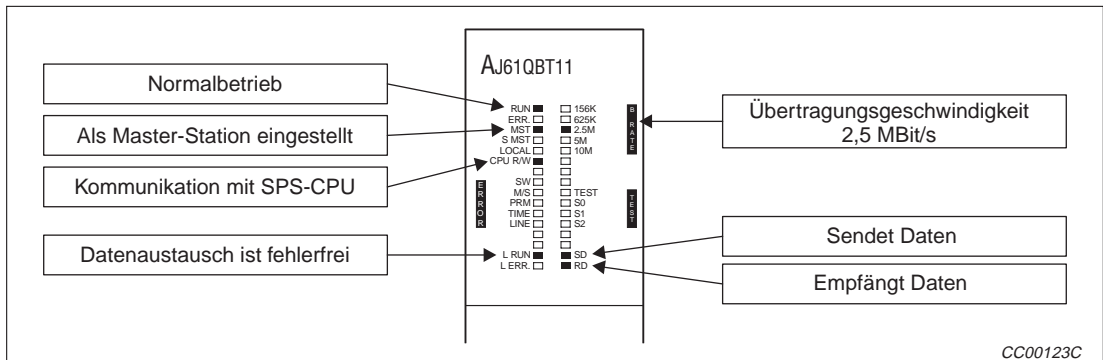 AJ61QBT11
Normalbetrieb
Als Master-Station eingestellt
Kommunikation mit SPS-CPU
Datenaustausch ist fehlerfrei
RUN
ERR.
MST
S MST
LOCAL
CPU R/W
SW
M/S
PRM
TIME
LINE
L RUN
L ERR.
ERROR
156K
625K
2.5M
5M
10M
TEST
S0
S1
S2
SD
RD
B RATE
TEST
Übertragungsgeschwindigkeit
2,5 MBit/s
Sendet Daten
Empfängt Daten
CC00123C